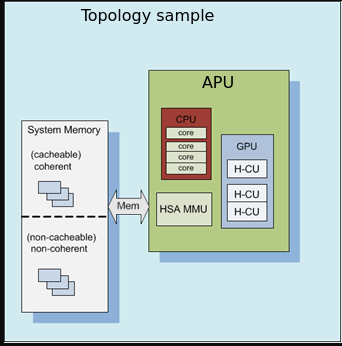 Topology sample
APU
CPU
core
core
core
core
GPU
H-CU
H-CU
H-CU
HSA MMU
Mem
System Memory
(cacheable)
coherent
(non-cacheable)
non-coherent